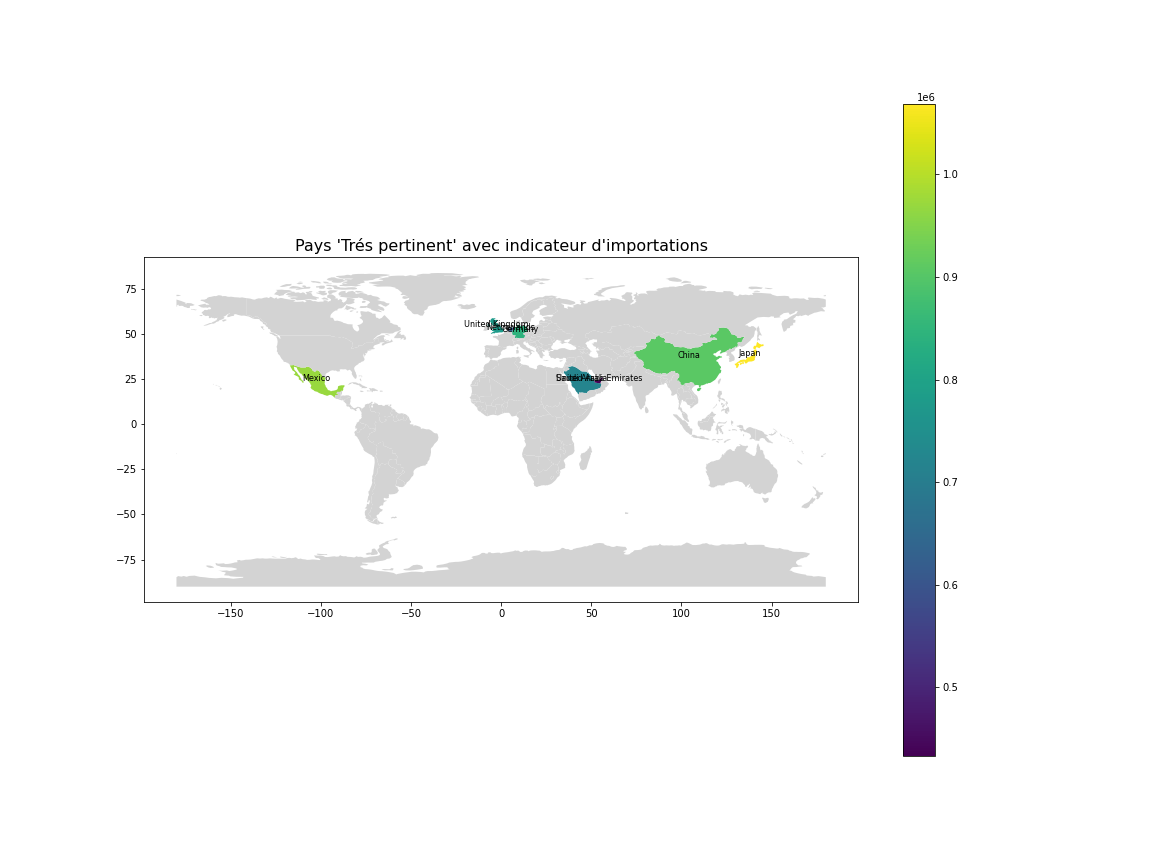 1e6
Pays 'Trés pertinent' avec indicateur d'importations
75
50
25
0
−25
−50
−75
−150
−100
−50
0
50
100
150
United Kingdom
Germany
Mexico
China
Japan
Saudi Arabia
United Arab Emirates
1.0
0.9
0.8
0.7
0.6
0.5